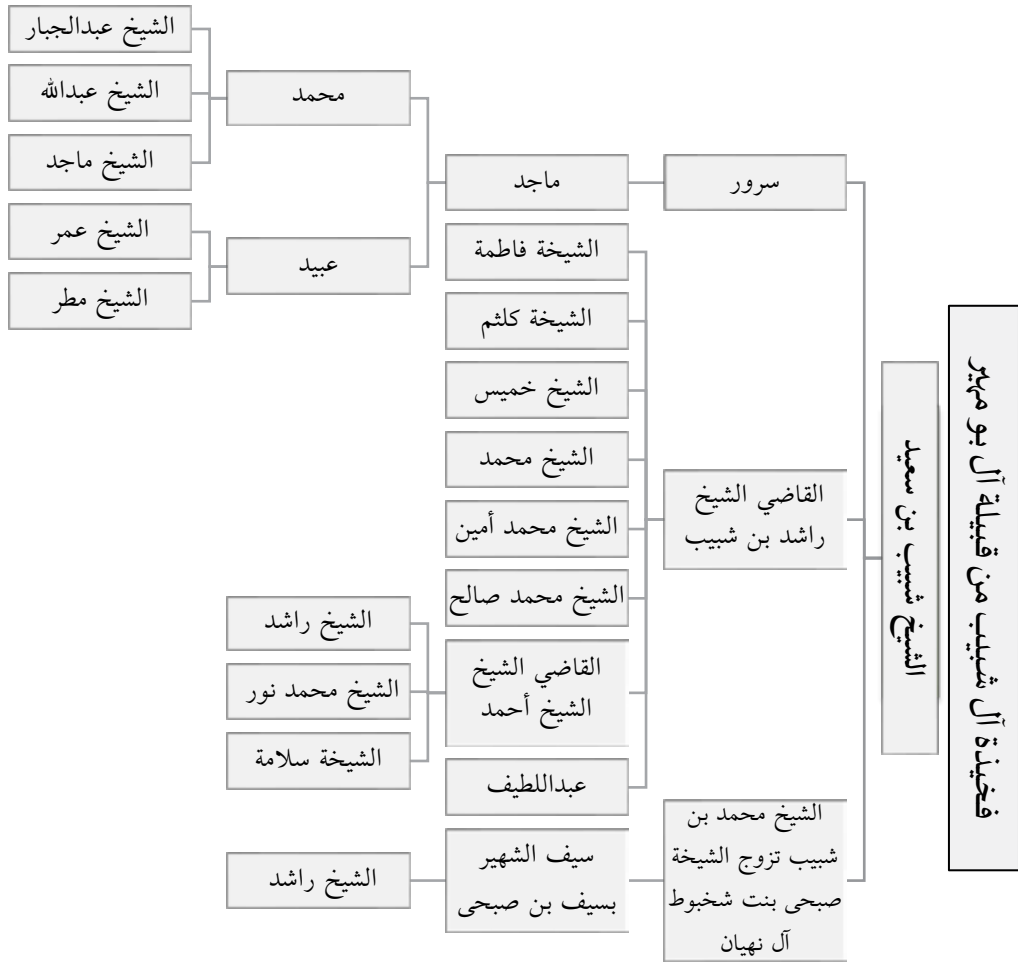 فخيذة آل شبيب من قبيلة آل بو مهير
الشيخ شبيب بن سعيد
سرور
ماجد
محمد
الشيخ عبدالجبار
الشيخ عبدالله
الشيخ ماجد
عبيد
الشيخ عمر
الشيخ مطر
القاضي الشيخ
راشد بن شبيب
الشيخة فاطمة
الشيخة كلثم
الشيخ خميس
الشيخ محمد
الشيخ محمد أمين
الشيخ محمد صالح
القاضي الشيخ
الشيخ أحمد
الشيخ راشد
الشيخ محمد نور
الشيخة سلامة
عبداللطيف
الشيخ محمد بن
شبيب تزوج الشيخة
صبحى بنت شخبوط
آل نهيان
سيف الشهير
بسيف بن صبحى
الشيخ راشد